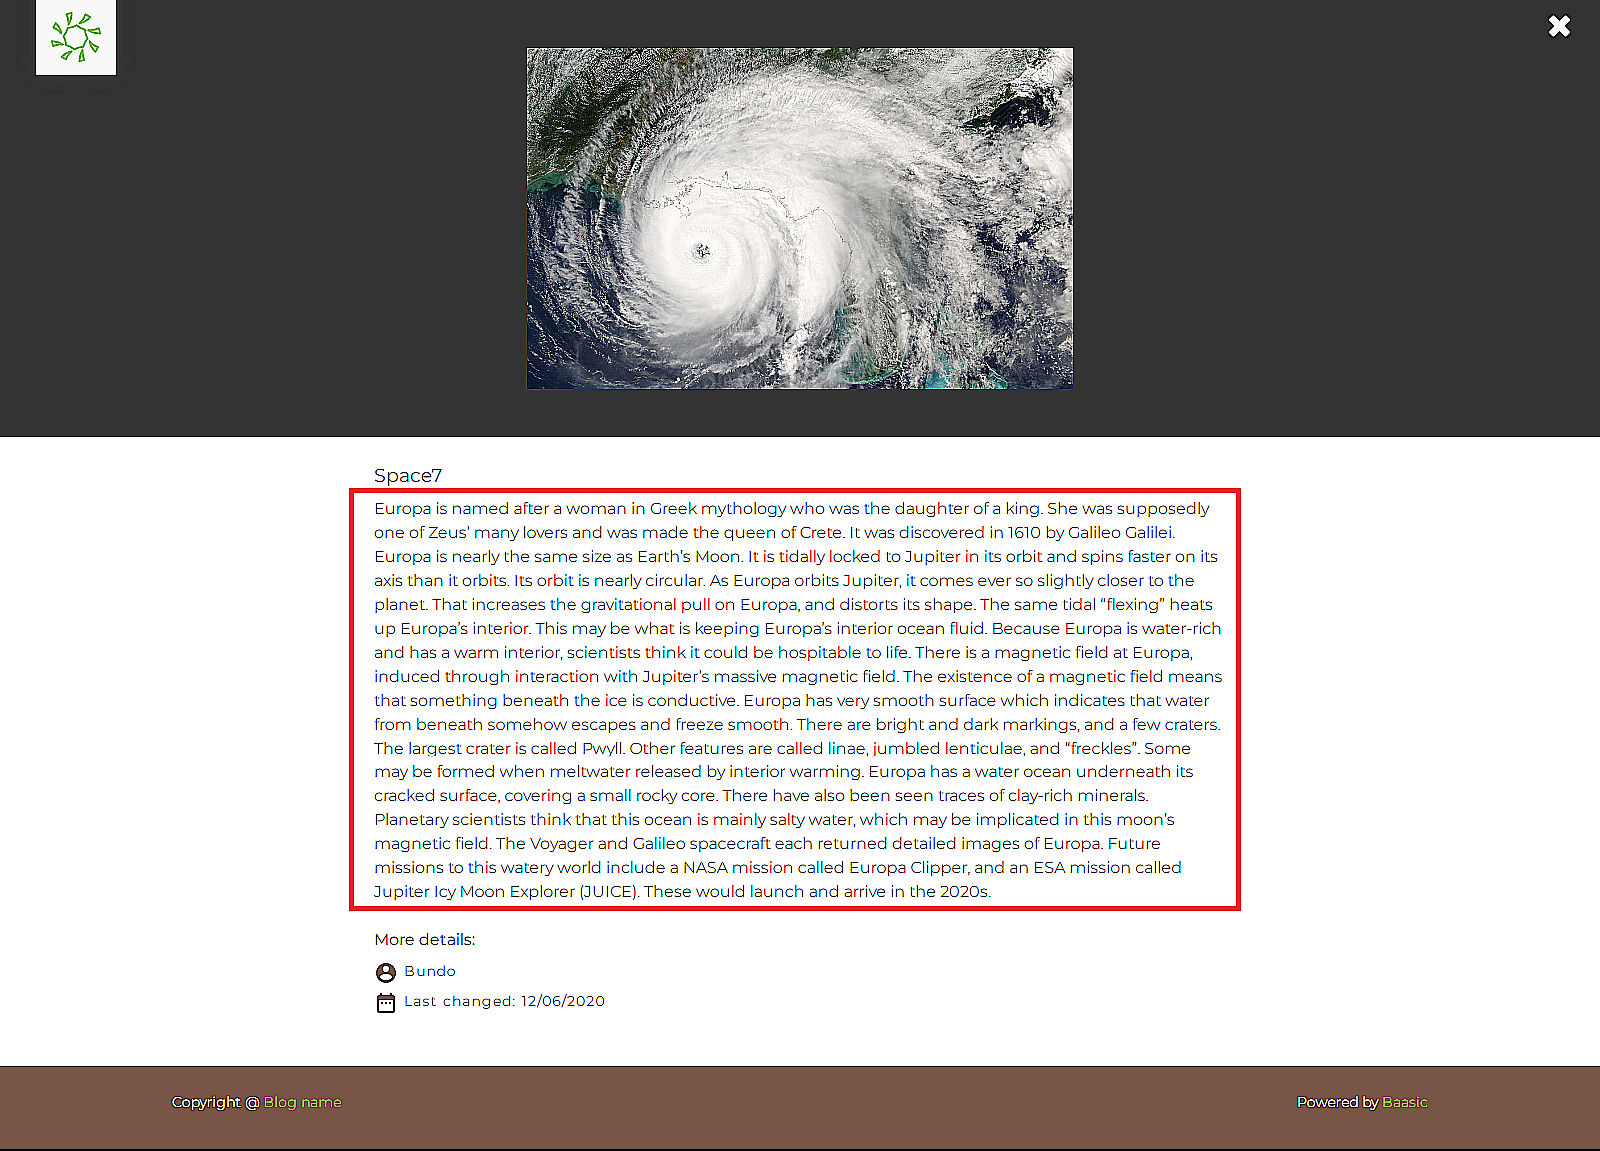 Space7
Europa is named after a woman in Greek mythology who was the daughter of a king. She was supposedly
one of Zeus’ many lovers and was made the queen of Crete. It was discovered in 1610 by Galileo Galilei.
Europa is nearly the same size as Earth’s Moon. It is tidally locked to Jupiter in its orbit and spins faster on its
axis than it orbits. Its orbit is nearly circular. As Europa orbits Jupiter, it comes ever so slightly closer to the
planet. That increases the gravitational pull on Europa, and distorts its shape. The same tidal “flexing” heats
up Europa’s interior. This may be what is keeping Europa’s interior ocean fluid. Because Europa is water-rich
and has a warm interior, scientists think it could be hospitable to life. There is a magnetic field at Europa,
induced through interaction with Jupiter’s massive magnetic field. The existence of a magnetic field means
that something beneath the ice is conductive. Europa has very smooth surface which indicates that water
from beneath somehow escapes and freeze smooth. There are bright and dark markings, and a few craters.
The largest crater is called Pwyll. Other features are called linae, jumbled lenticulae, and “freckles”. Some
may be formed when meltwater released by interior warming. Europa has a water ocean underneath its
cracked surface, covering a small rocky core. There have also been seen traces of clay-rich minerals.
Planetary scientists think that this ocean is mainly salty water, which may be implicated in this moon’s
magnetic field. The Voyager and Galileo spacecraft each returned detailed images of Europa. Future
missions to this watery world include a NASA mission called Europa Clipper, and an ESA mission called
Jupiter Icy Moon Explorer (JUICE). These would launch and arrive in the 2020s.
More details:
Bundo
Last changed: 12/06/2020
Copyright @ Blog name
Powered by Baasic